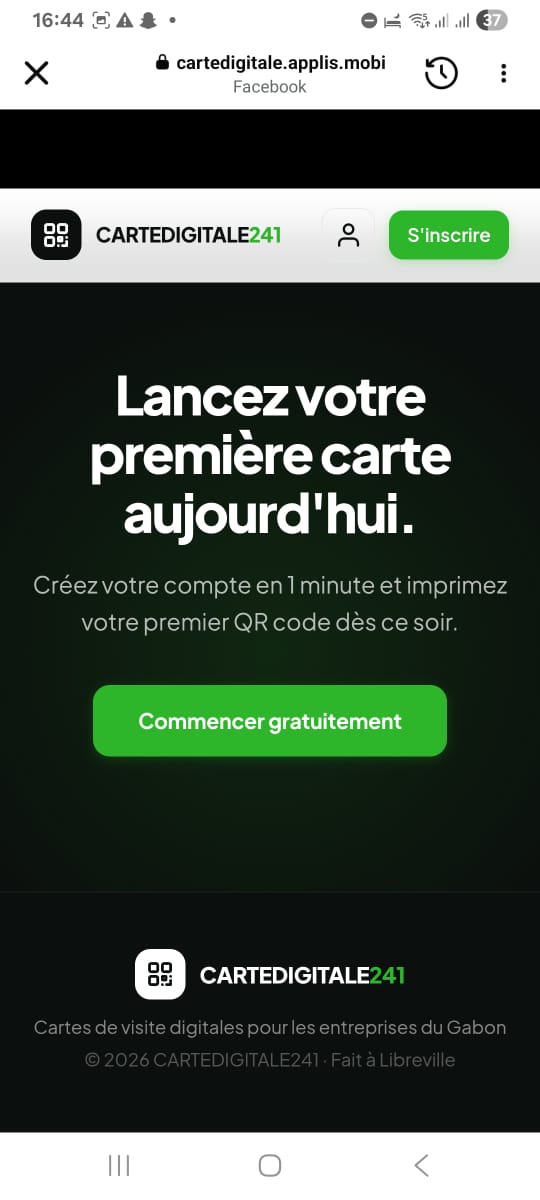 16:44
37
cartedigitale.applis.mobi
Facebook
CARTEDIGITALE241
S'inscrire
Lancez votre
première carte
aujourd'hui.
Créez votre compte en 1 minute et imprimez
votre premier QR code dès ce soir.
Commencer gratuitement
CARTEDIGITALE241
Cartes de visite digitales pour les entreprises du Gabon
© 2026 CARTEDIGITALE241 · Fait à Libreville